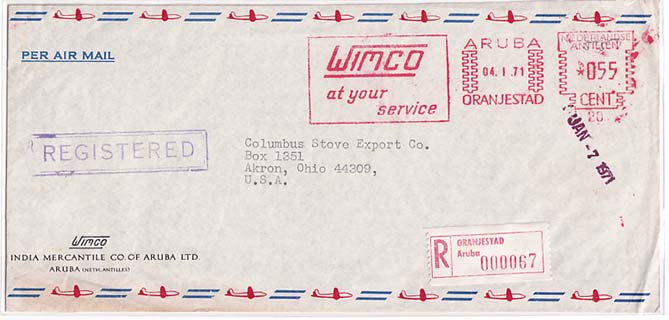 PER AIR MAIL
WIMCO
at your
service
ARUBA
04.I.71
ORANJESTAD
NEDERLANDSE
ANTILLEN
*055
CENT
20
JAN -7 1971
REGISTERED
Columbus Stove Export Co.
Box 1351
Akron, Ohio 44309,
U.S.A.
WIMCO
INDIA MERCANTILE CO. OF ARUBA LTD.
ARUBA (NETH. ANTILLES)
R
ORANJESTAD
Aruba
000067